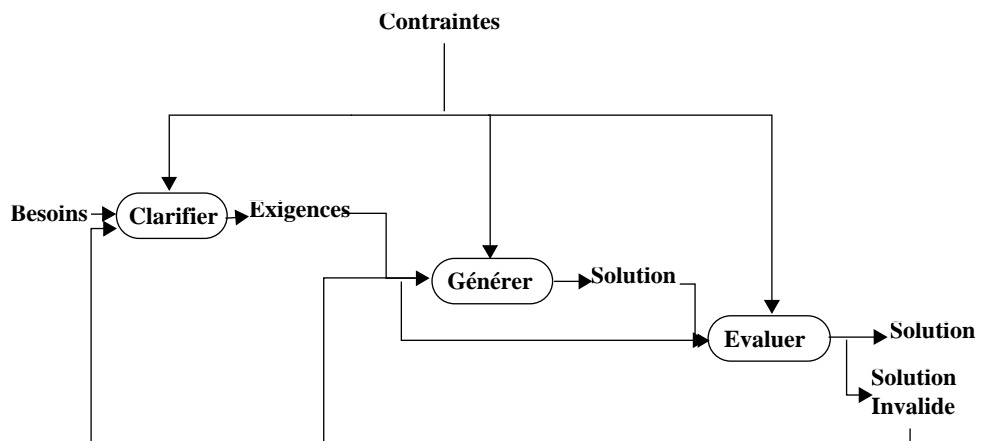 Contraintes
Besoins
Clarifier
Exigences
Générer
Solution
Evaluer
Solution
Solution
Invalide